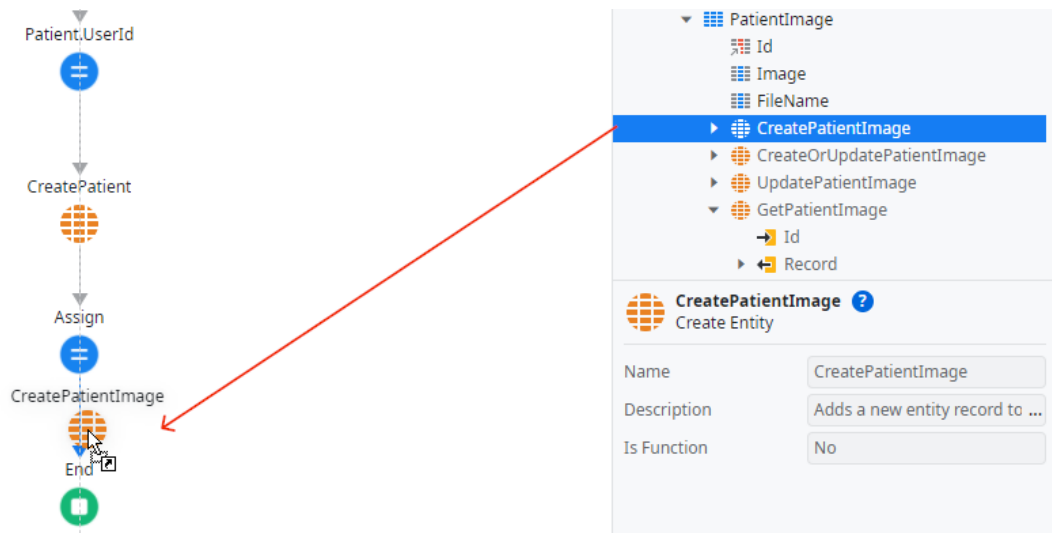 Patient.UserId
CreatePatient
Assign
CreatePatientImage
End
PatientImage
Id
Image
FileName
CreatePatientImage
CreateOrUpdatePatientImage
UpdatePatientImage
GetPatientImage
Id
Record
CreatePatientImage ?
Create Entity
Name CreatePatientImage
Description Adds a new entity record to ...
Is Function No